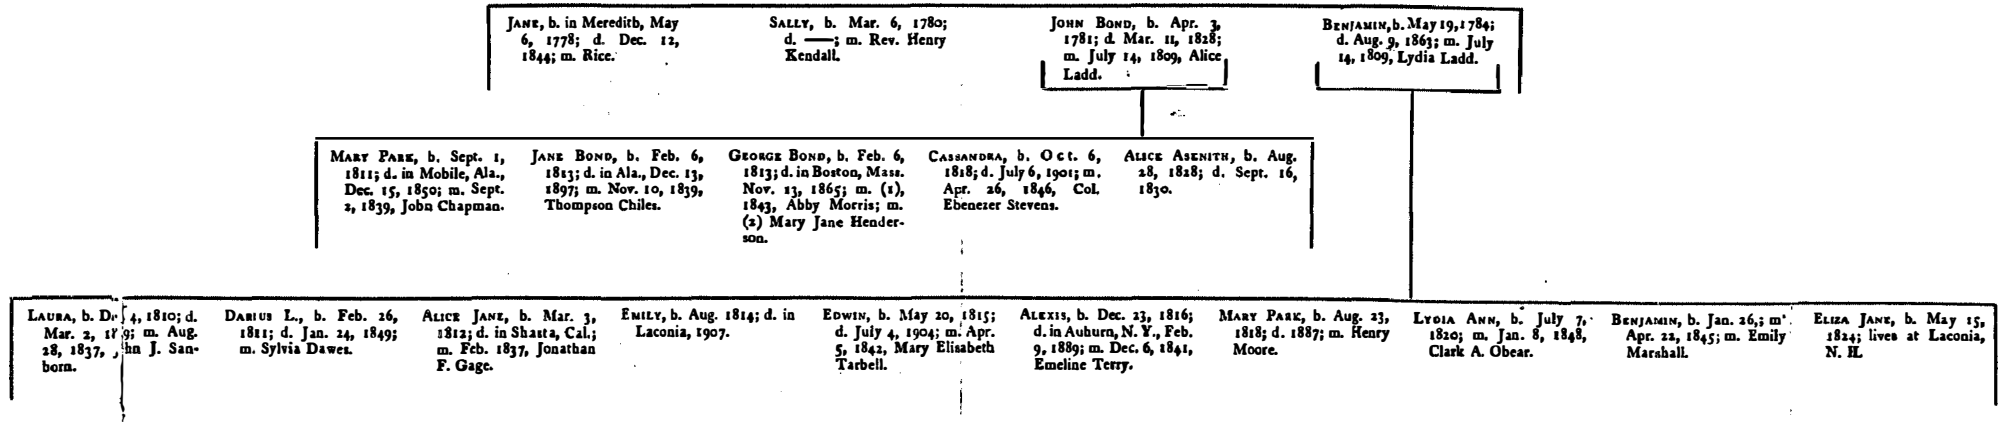 JANE, b. in Meredith, May
6, 1778; d. Dec. 12,
1844; m. Rice.
SALLY, b. Mar. 6, 1780;
d. ——; m. Rev. Henry
Kendall.
JOHN BOND, b. Apr. 3,
1781; d. Mar. 11, 1828;
m. July 14, 1809, Alice
Ladd.
BENJAMIN, b. May 19, 1784;
d. Aug. 9, 1863; m. July
14, 1809, Lydia Ladd.
MARY PARK, b. Sept. 1,
1811; d. in Mobile, Ala.,
Dec. 15, 1850; m. Sept.
2, 1839, John Chapman.
JANE BOND, b. Feb. 6,
1813; d. in Ala., Dec. 13,
1897; m. Nov. 10, 1839,
Thompson Chiles.
GEORGE BOND, b. Feb. 6,
1813; d. in Boston, Mass.
Nov. 13, 1865; m. (1),
1843, Abby Morris; m.
(2) Mary Jane Hender-
son.
CASSANDRA, b. Oct. 6,
1818; d. July 6, 1901; m.
Apr. 26, 1846, Col.
Ebenezer Stevens.
ALICE ASENITH, b. Aug.
28, 1828; d. Sept. 16,
1830.
LAURA, b. 4, 1810; d.
Mar. 2, m. Aug.
28, 1837, J. San-
born.
DARIUS L., b. Feb. 26,
1811; d. Jan. 24, 1849;
m. Sylvia Dawes.
ALICE JANE, b. Mar. 3,
1812; d. in Shasta, Cal.;
m. Feb. 1837, Jonathan
F. Gage.
EMILY, b. Aug. 1814; d. in
Laconia, 1907.
EDWIN, b. May 20, 1815;
d. July 4, 1904; m. Apr.
5, 1842, Mary Elisabeth
Tarbell.
ALEXIS, b. Dec. 23, 1816;
d. in Auburn, N. Y., Feb.
9, 1889; m. Dec. 6, 1841,
Emeline Terry.
MARY PARK, b. Aug. 23,
1818; d. 1887; m. Henry
Moore.
LYDIA ANN, b. July 7,
1820; m. Jan. 8, 1848,
Clark A. Obear.
BENJAMIN, b. Jan. 26,; m.
Apr. 22, 1845; m. Emily
Marshall.
ELIZA JANE, b. May 15,
1824; lives at Laconia,
N. H.